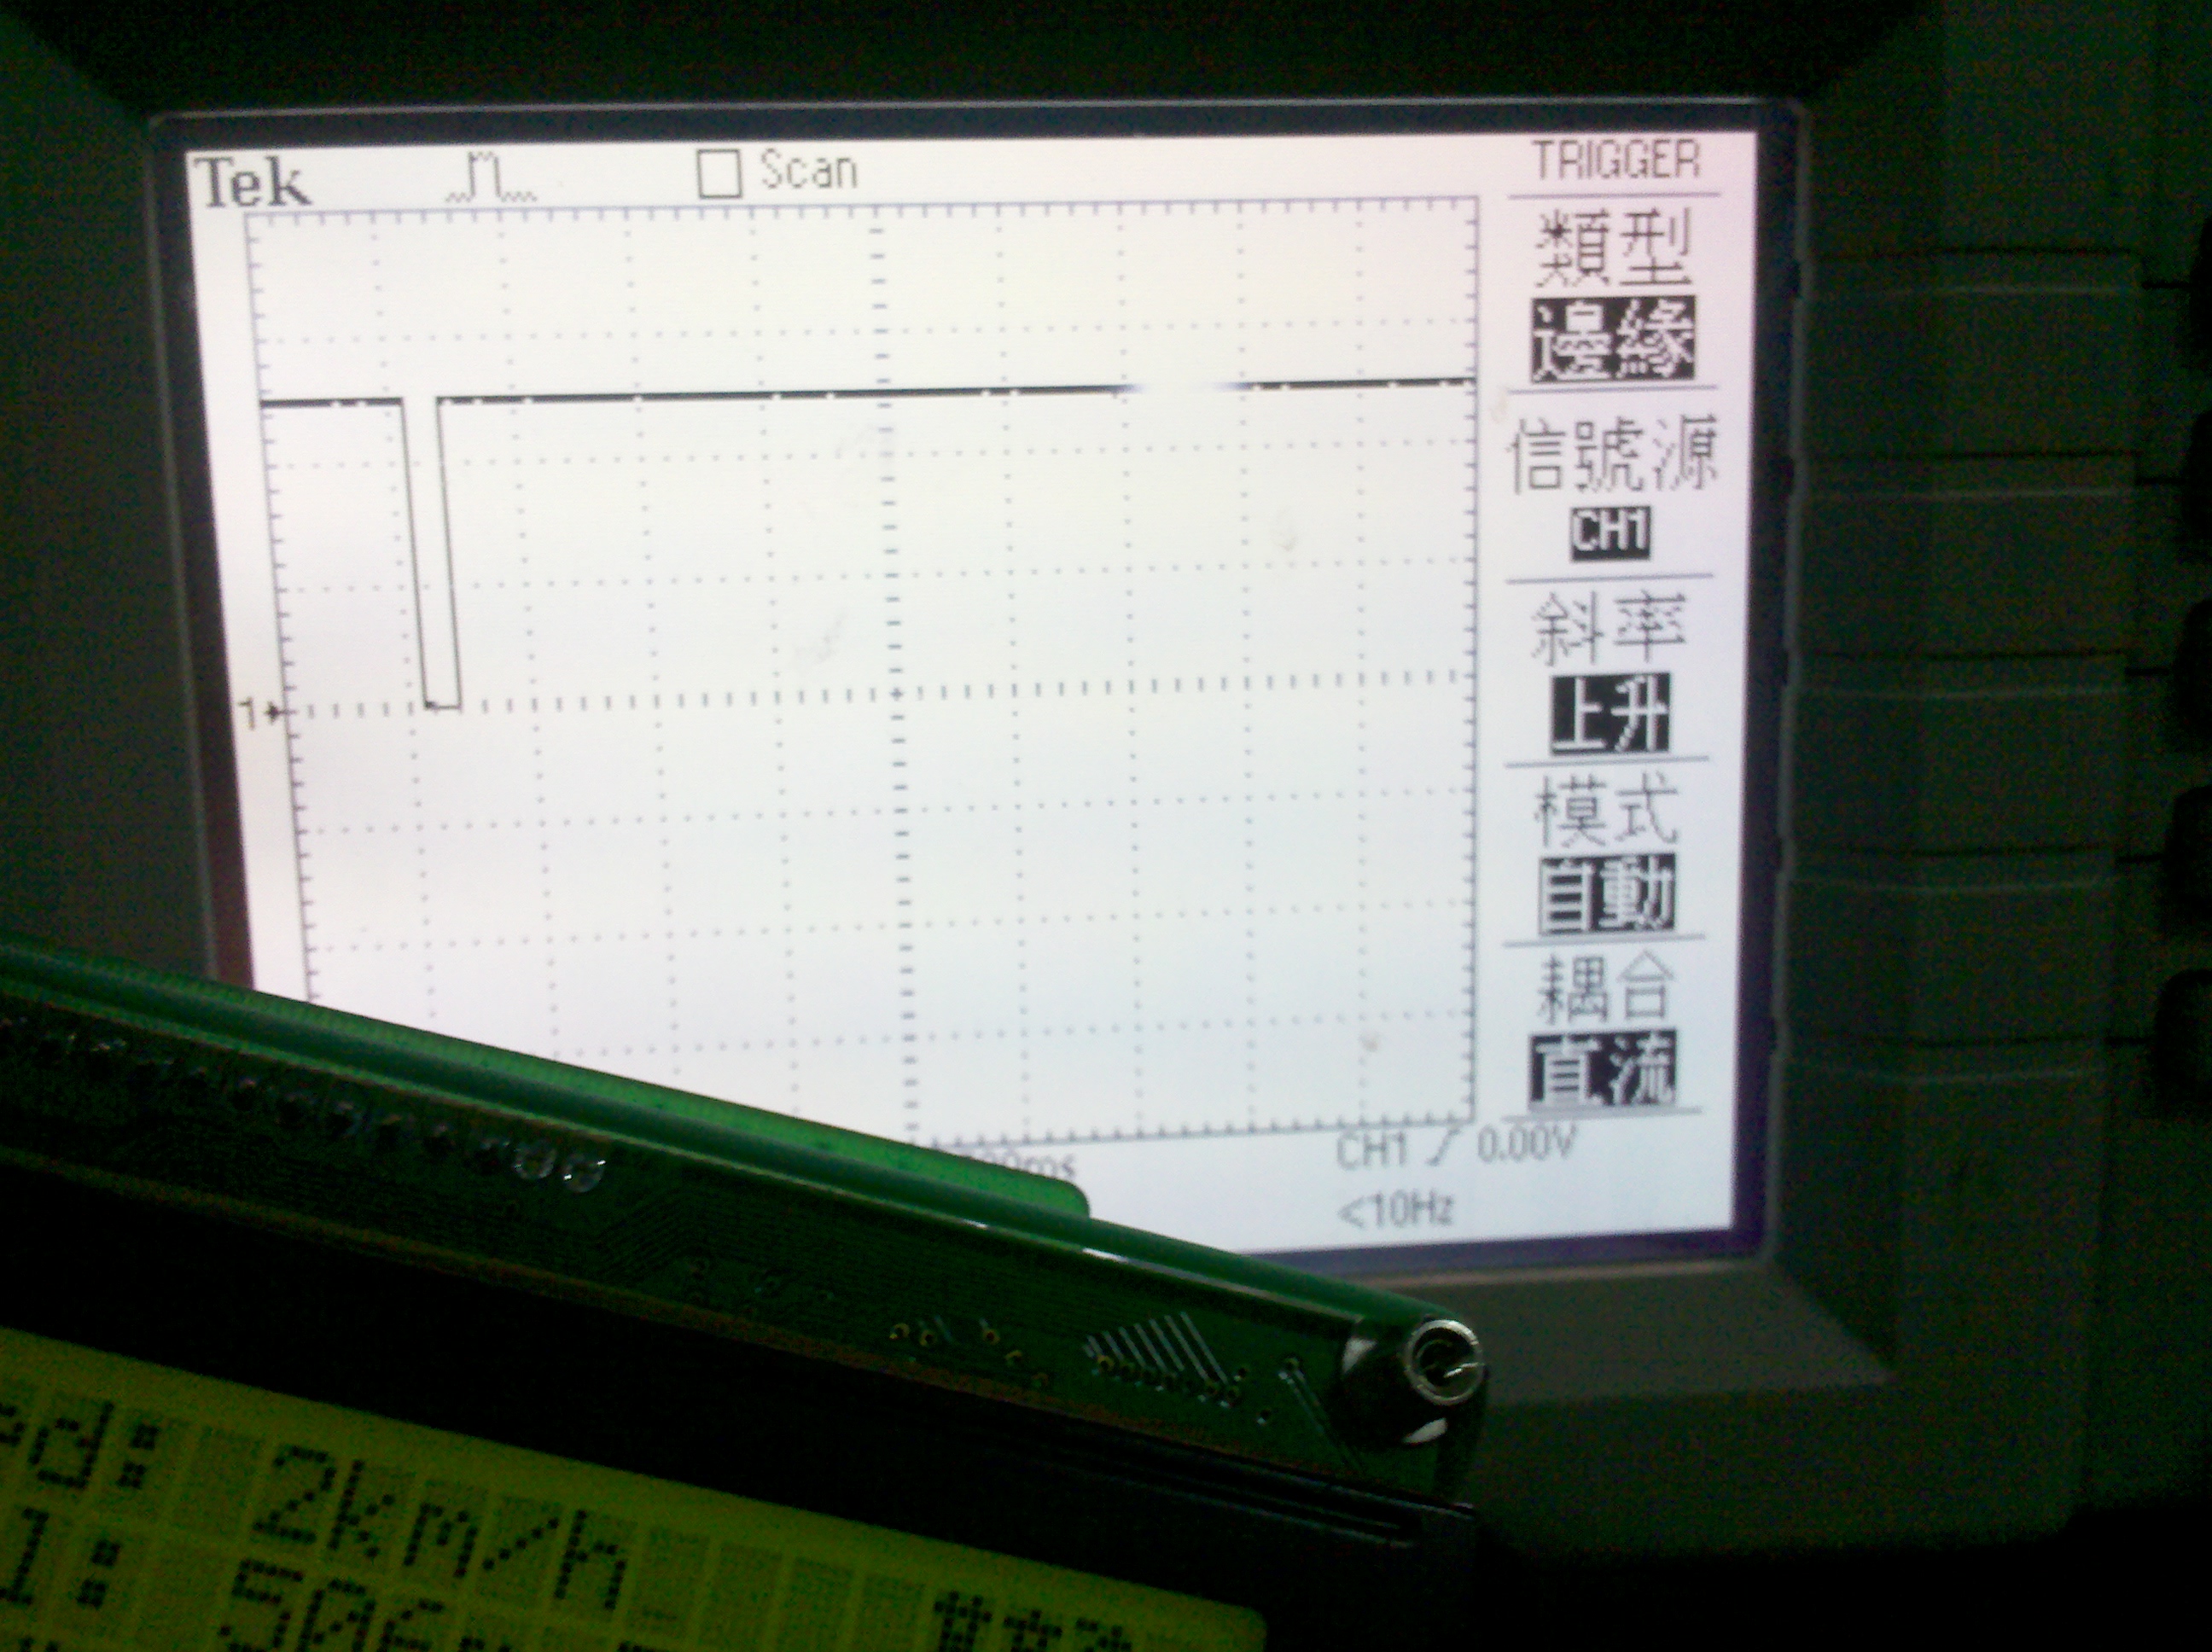 Tek Scan TRIGGER
類型
邊緣
信號源
CH1
斜率
上升
模式
自動
耦合
直流
1
CH1 0.00V
<10Hz
2km/h